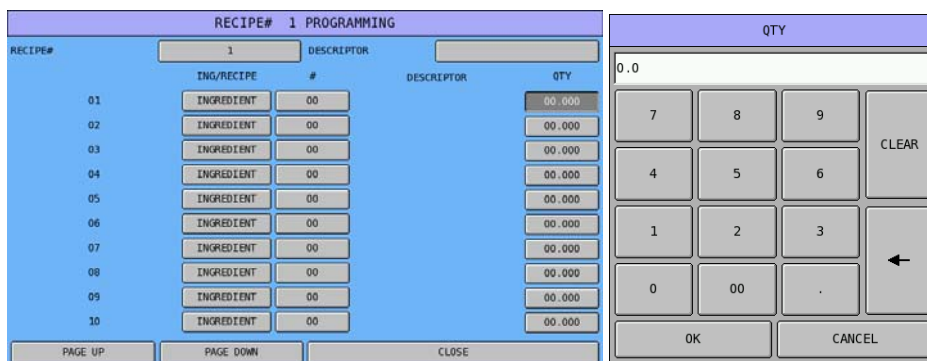 RECIPE# 1 PROGRAMMING
RECIPE# 1 DESCRIPTOR
ING/RECIPE # DESCRIPTOR QTY
01 INGREDIENT 00 00.000
02 INGREDIENT 00 00.000
03 INGREDIENT 00 00.000
04 INGREDIENT 00 00.000
05 INGREDIENT 00 00.000
06 INGREDIENT 00 00.000
07 INGREDIENT 00 00.000
08 INGREDIENT 00 00.000
09 INGREDIENT 00 00.000
10 INGREDIENT 00 00.000
PAGE UP PAGE DOWN CLOSE
QTY
0.0
7 8 9
CLEAR
4 5 6
1 2 3
0 00 .
OK CANCEL